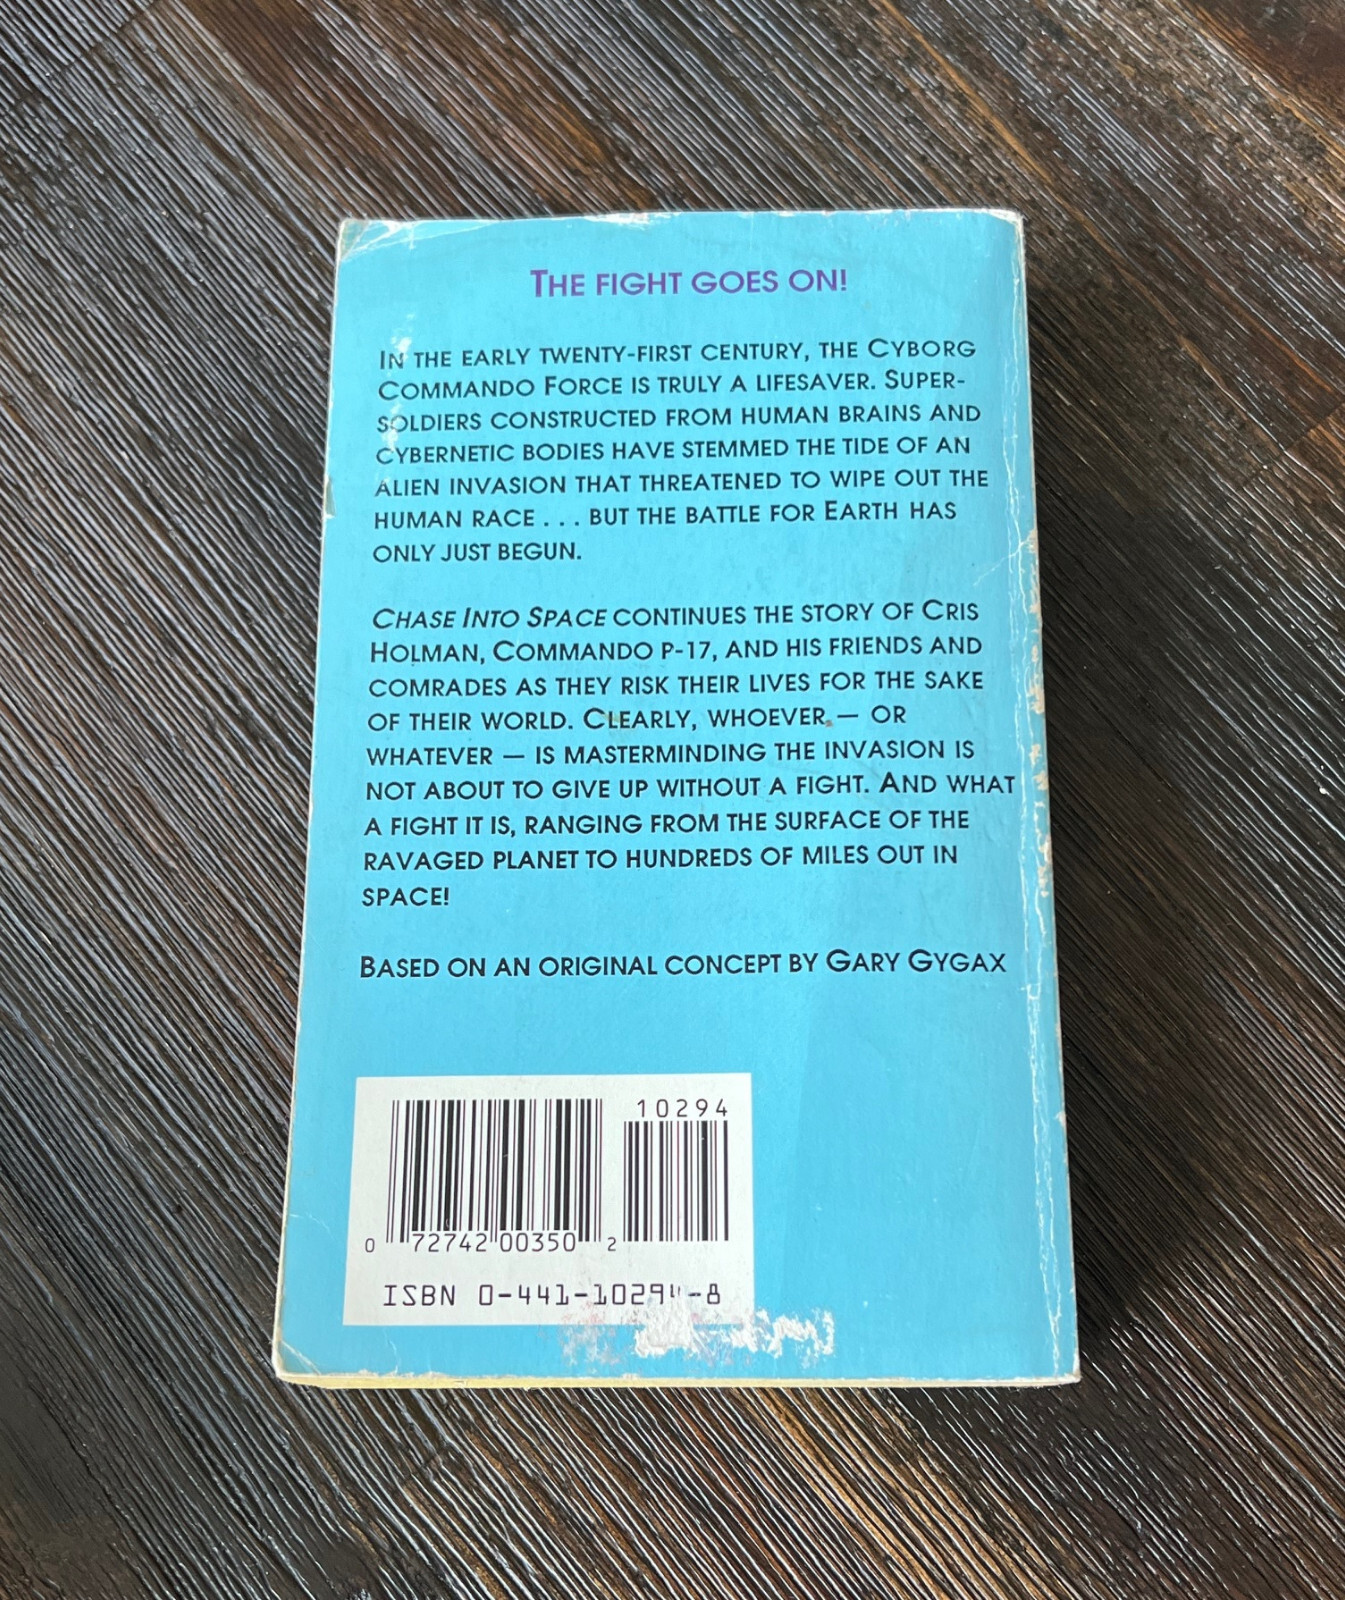 THE FIGHT GOES ON!
IN THE EARLY TWENTY-FIRST CENTURY, THE CYBORG
COMMANDO FORCE IS TRULY A LIFESAVER. SUPER-
SOLDIERS CONSTRUCTED FROM HUMAN BRAINS AND
CYBERNETIC BODIES HAVE STEMMED THE TIDE OF AN
ALIEN INVASION THAT THREATENED TO WIPE OUT THE
HUMAN RACE . . . BUT THE BATTLE FOR EARTH HAS
ONLY JUST BEGUN.
CHASE INTO SPACE CONTINUES THE STORY OF CRIS
HOLMAN, COMMANDO P-17, AND HIS FRIENDS AND
COMRADES AS THEY RISK THEIR LIVES FOR THE SAKE
OF THEIR WORLD. CLEARLY, WHOEVER — OR
WHATEVER — IS MASTERMINDING THE INVASION IS
NOT ABOUT TO GIVE UP WITHOUT A FIGHT. AND WHAT
A FIGHT IT IS, RANGING FROM THE SURFACE OF THE
RAVAGED PLANET TO HUNDREDS OF MILES OUT IN
SPACE!
BASED ON AN ORIGINAL CONCEPT BY GARY GYGAX
10294
0 72742 00350 2
ISBN 0-441-10294-8